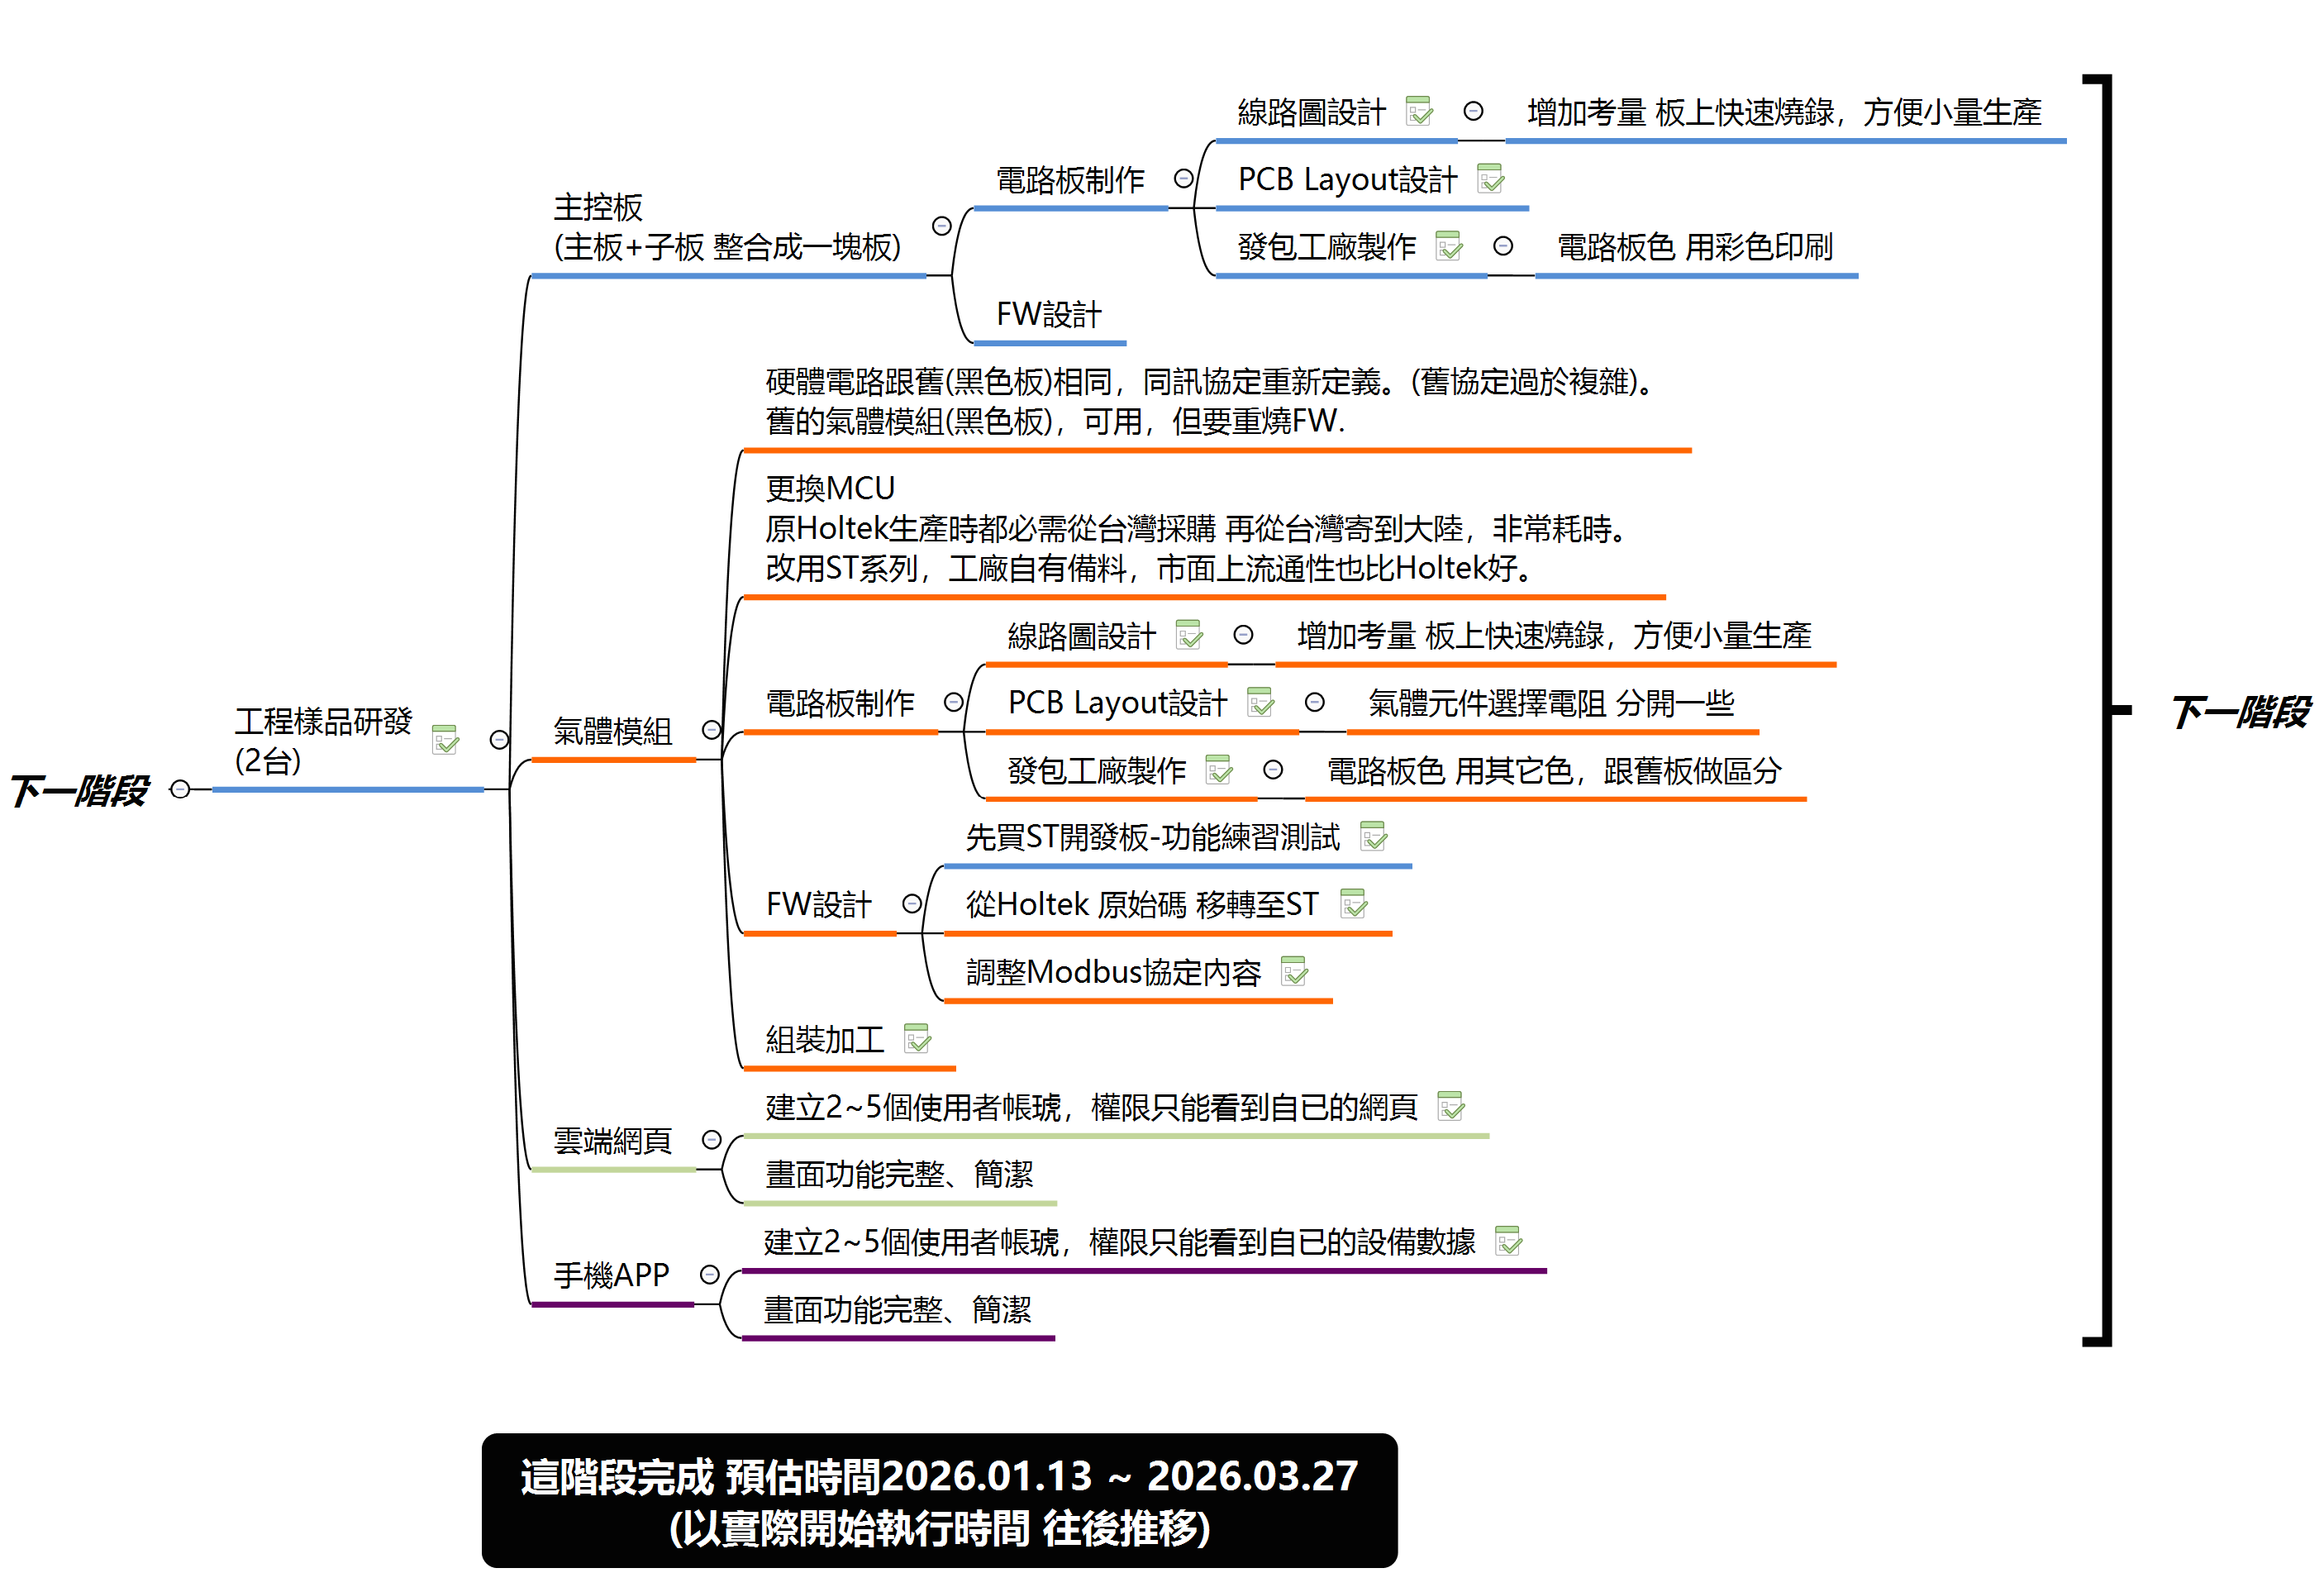 下一階段
工程樣品研發
(2台)
主控板
(主板+子板 整合成一塊板)
電路板制作
線路圖設計
增加考量 板上快速燒錄，方便小量生產
PCB Layout設計
發包工廠製作
電路板色 用彩色印刷
FW設計
氣體模組
硬體電路跟舊(黑色板)相同，同訊協定重新定義。(舊協定過於複雜)。
舊的氣體模組(黑色板)，可用，但要重燒FW.
更換MCU
原Holtek生產時都必需從台灣採購 再從台灣寄到大陸，非常耗時。
改用ST系列，工廠自有備料，市面上流通性也比Holtek好。
電路板制作
線路圖設計
增加考量 板上快速燒錄，方便小量生產
PCB Layout設計
氣體元件選擇電阻 分開一些
發包工廠製作
電路板色 用其它色，跟舊板做區分
FW設計
先買ST開發板-功能練習測試
從Holtek 原始碼 移轉至ST
調整Modbus協定內容
組裝加工
雲端網頁
建立2~5個使用者帳琥，權限只能看到自已的網頁
畫面功能完整、簡潔
手機APP
建立2~5個使用者帳琥，權限只能看到自已的設備數據
畫面功能完整、簡潔
下一階段
這階段完成 預估時間2026.01.13 ~ 2026.03.27
(以實際開始執行時間 往後推移)